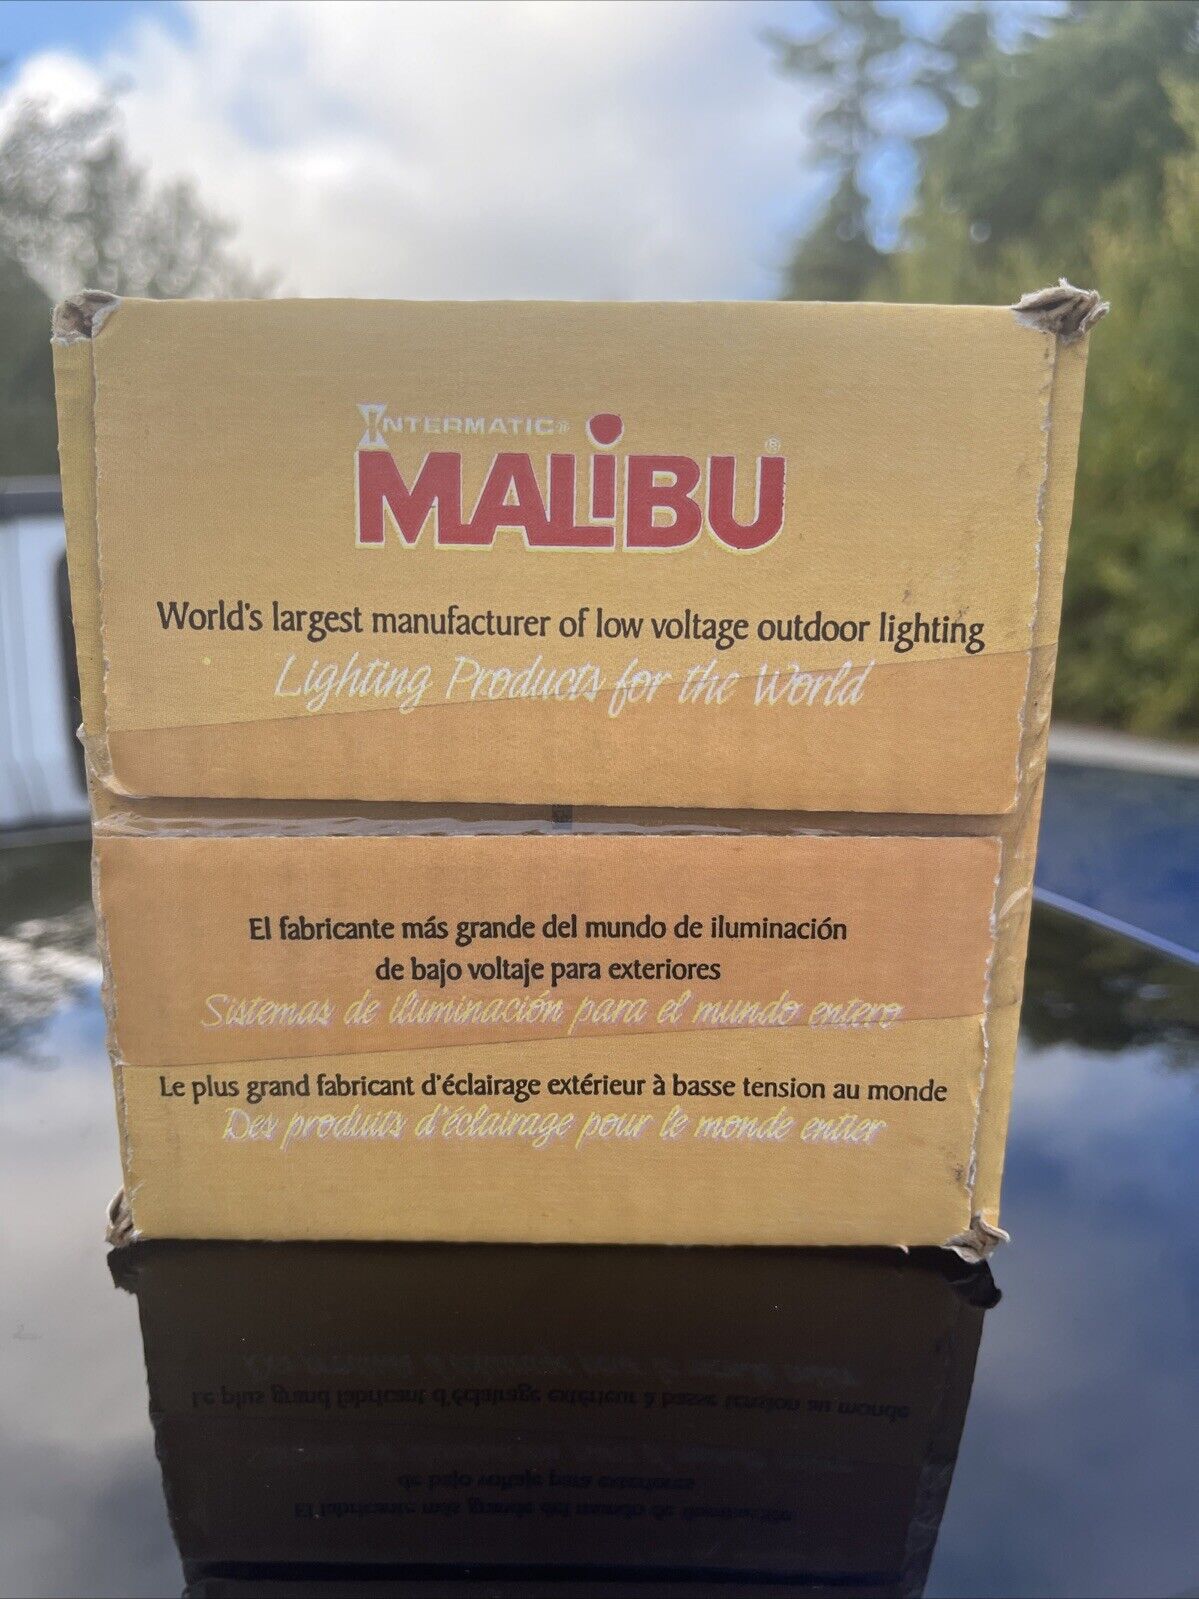 INTERMATIC®
MALiBU®
World's largest manufacturer of low voltage outdoor lighting
Lighting Products for the World
El fabricante más grande del mundo de iluminación
de bajo voltaje para exteriores
Sistemas de iluminación para el mundo entero
Le plus grand fabricant d'éclairage extérieur à basse tension au monde
Des produits d'éclairage pour le monde entier